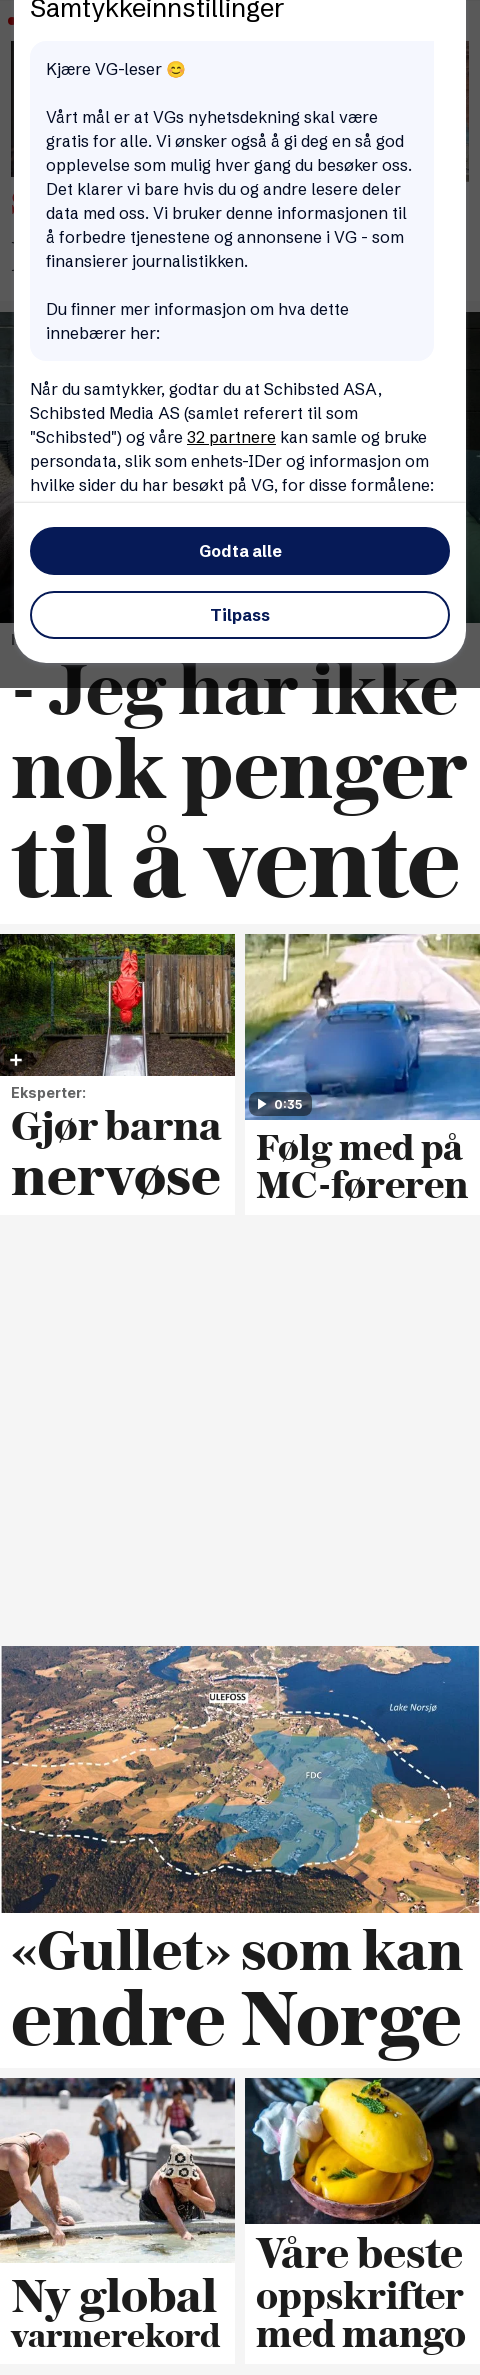 Samtykkeinnstillinger
Kjære VG-leser 😊
Vårt mål er at VGs nyhetsdekning skal være
gratis for alle. Vi ønsker også å gi deg en så god
opplevelse som mulig hver gang du besøker oss.
Det klarer vi bare hvis du og andre lesere deler
data med oss. Vi bruker denne informasjonen til
å forbedre tjenestene og annonsene i VG - som
finansierer journalistikken.
Du finner mer informasjon om hva dette
innebærer her:
Når du samtykker, godtar du at Schibsted ASA,
Schibsted Media AS (samlet referert til som
"Schibsted") og våre 32 partnere kan samle og bruke
persondata, slik som enhets-IDer og informasjon om
hvilke sider du har besøkt på VG, for disse formålene:
Godta alle
Tilpass
- Jeg har ikke
nok penger
til å vente
Eksperter:
Gjør barna
nervøse
0:35
Følg med på
MC-føreren
ULEFOSS
Lake Norsjø
FDC
«Gullet» som kan
endre Norge
Ny global
varmerekord
Våre beste
oppskrifter
med mango